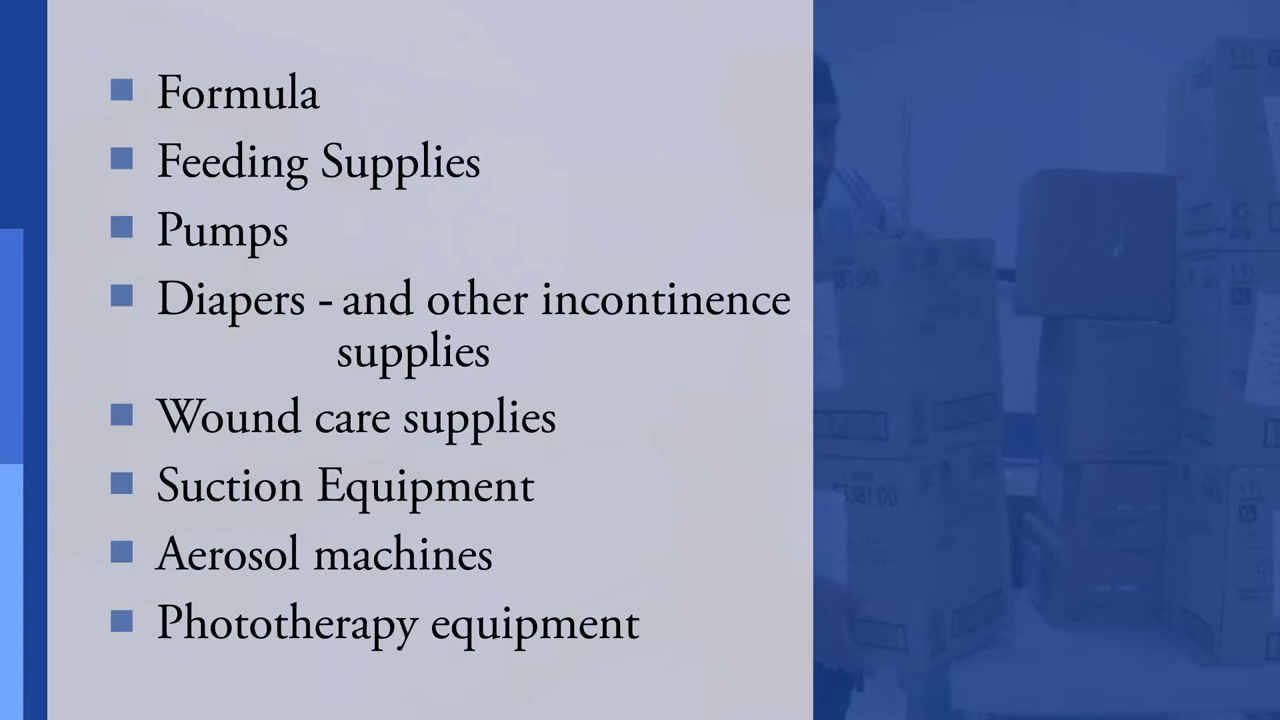 Formula
Feeding Supplies
Pumps
Diapers - and other incontinence
supplies
Wound care supplies
Suction Equipment
Aerosol machines
Phototherapy equipment